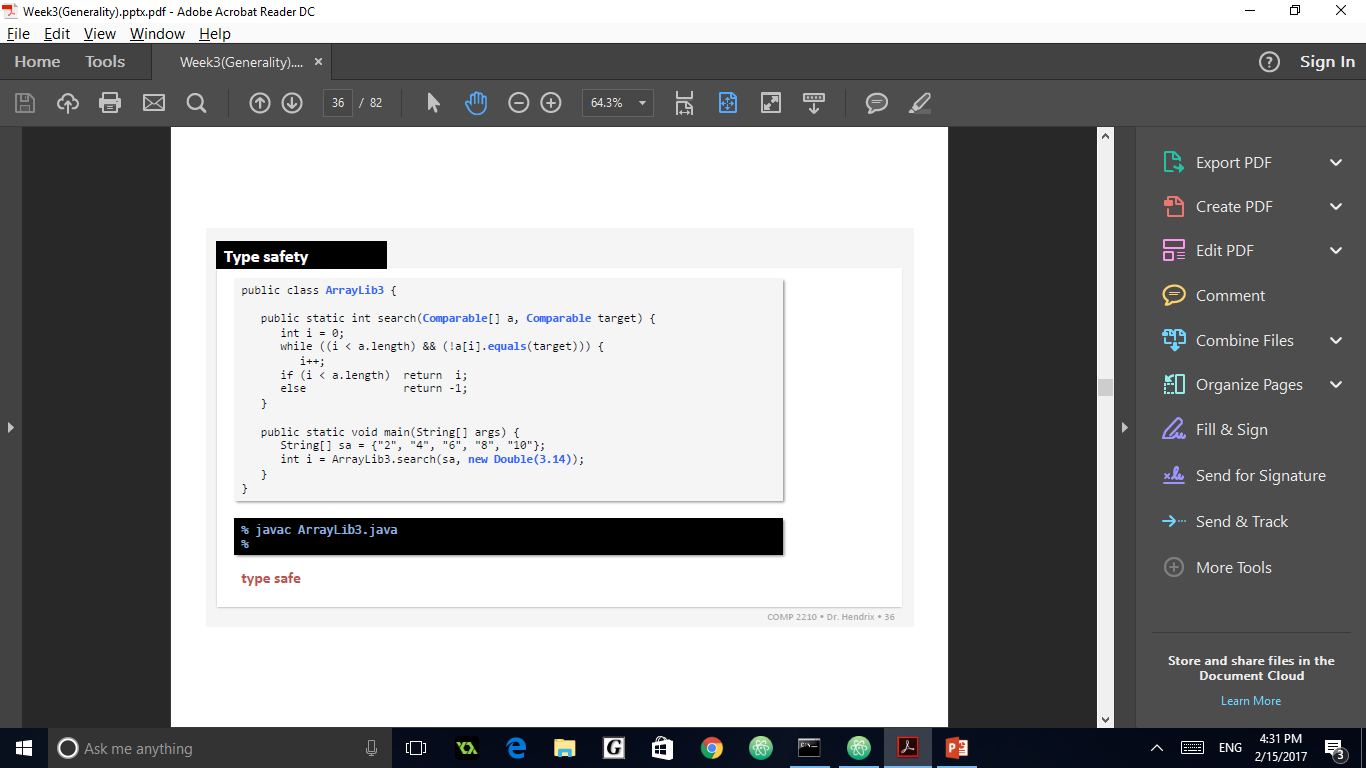 Week3(Generality).pptx.pdf - Adobe Acrobat Reader DC
File Edit View Window Help
Home Tools Week3(Generality).... × ? Sign In
36 / 82 64.3%
Type safety
public class ArrayLib3 {
public static int search(Comparable[] a, Comparable target) {
int i = 0;
while ((i < a.length) && (!a[i].equals(target))) {
i++;
if (i < a.length) return i;
else return -1;
}
public static void main(String[] args) {
String[] sa = {"2", "4", "6", "8", "10"};
int i = ArrayLib3.search(sa, new Double(3.14));
}
}
% javac ArrayLib3.java
%
type safe
COMP 2210 • Dr. Hendrix • 36
Export PDF
Create PDF
Edit PDF
Comment
Combine Files
Organize Pages
Fill & Sign
Send for Signature
Send & Track
More Tools
Store and share files in the
Document Cloud
Learn More
Ask me anything
ENG
4:31 PM
2/15/2017
3